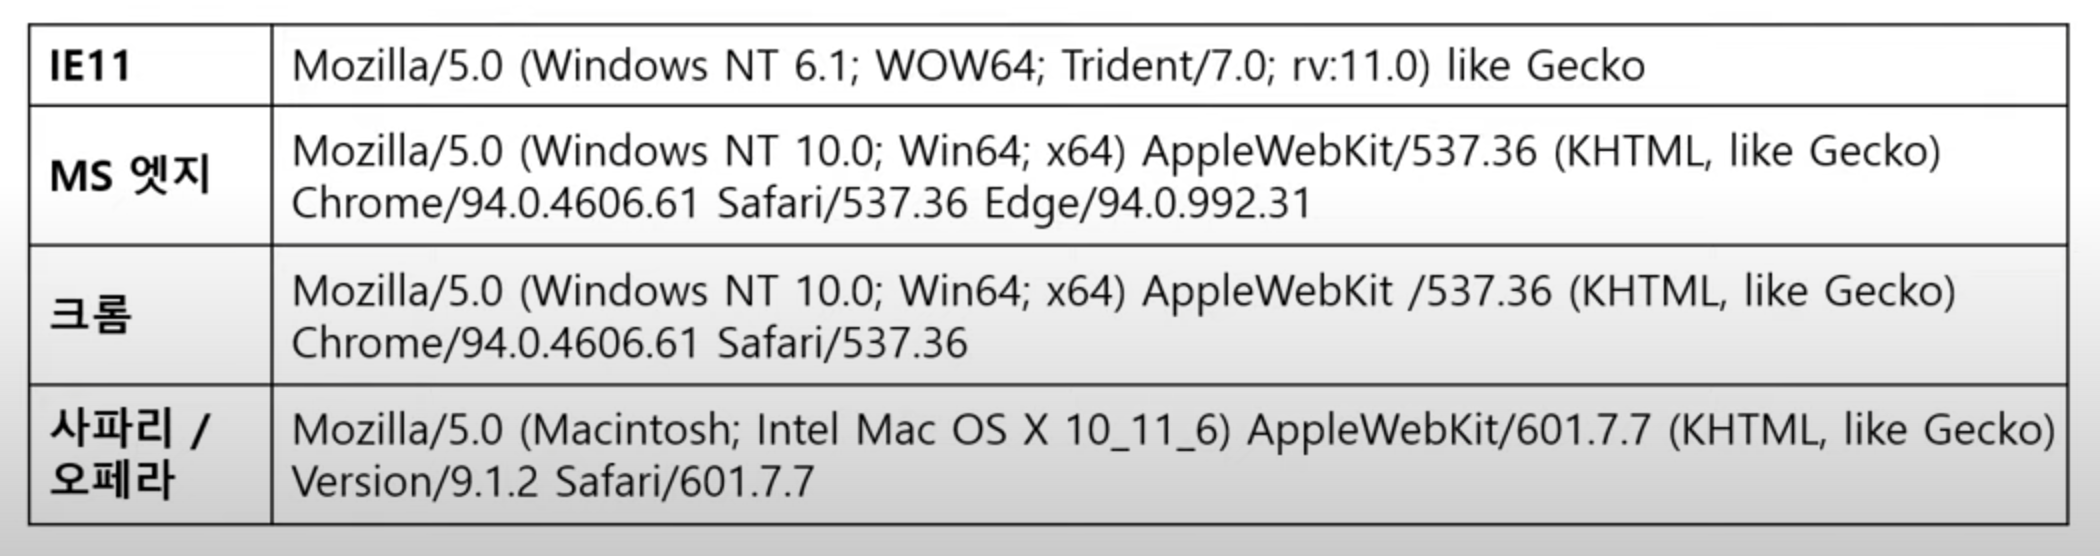 IE11
Mozilla/5.0 (Windows NT 6.1; WOW64; Trident/7.0; rv:11.0) like Gecko
MS 엣지
Mozilla/5.0 (Windows NT 10.0; Win64; x64) AppleWebKit/537.36 (KHTML, like Gecko)
Chrome/94.0.4606.61 Safari/537.36 Edge/94.0.992.31
크롬
Mozilla/5.0 (Windows NT 10.0; Win64; x64) AppleWebKit /537.36 (KHTML, like Gecko)
Chrome/94.0.4606.61 Safari/537.36
사파리 /
오페라
Mozilla/5.0 (Macintosh; Intel Mac OS X 10_11_6) AppleWebKit/601.7.7 (KHTML, like Gecko)
Version/9.1.2 Safari/601.7.7